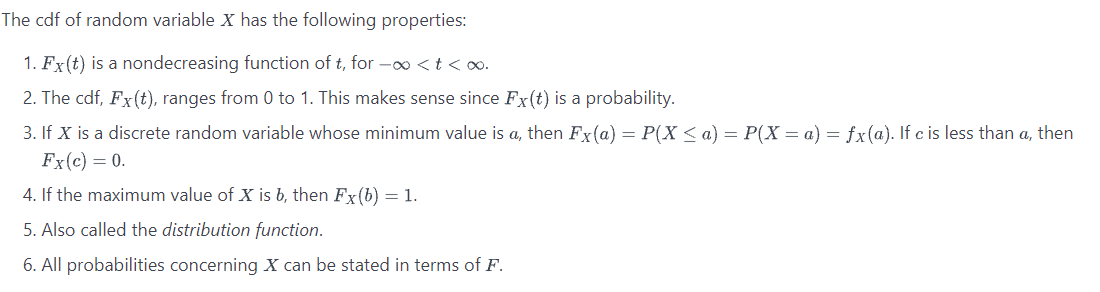 The cdf of random variable X has the following properties:
1. F_X(t) is a nondecreasing function of t, for −∞ < t < ∞.
2. The cdf, F_X(t), ranges from 0 to 1. This makes sense since F_X(t) is a probability.
3. If X is a discrete random variable whose minimum value is a, then F_X(a) = P(X ≤ a) = P(X = a) = f_X(a). If c is less than a, then
F_X(c) = 0.
4. If the maximum value of X is b, then F_X(b) = 1.
5. Also called the distribution function.
6. All probabilities concerning X can be stated in terms of F.